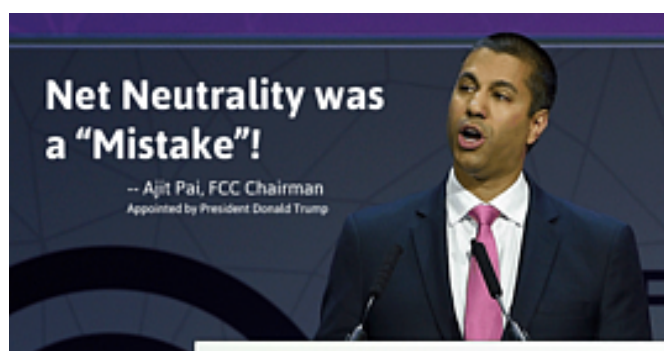 Net Neutrality was
a “Mistake”!
-- Ajit Pai, FCC Chairman
Appointed by President Donald Trump